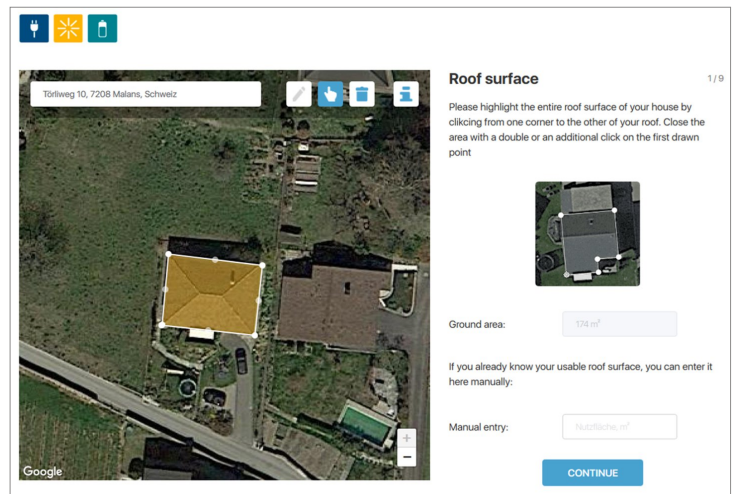 Törliweg 10, 7208 Malans, Schweiz
Google
Roof surface
1 / 9
Please highlight the entire roof surface of your house by
clikcing from one corner to the other of your roof. Close the
area with a double or an additional click on the first drawn
point
Ground area:
174 m²
If you already know your usable roof surface, you can enter it
here manually:
Manual entry:
Nutzfläche, m²
CONTINUE